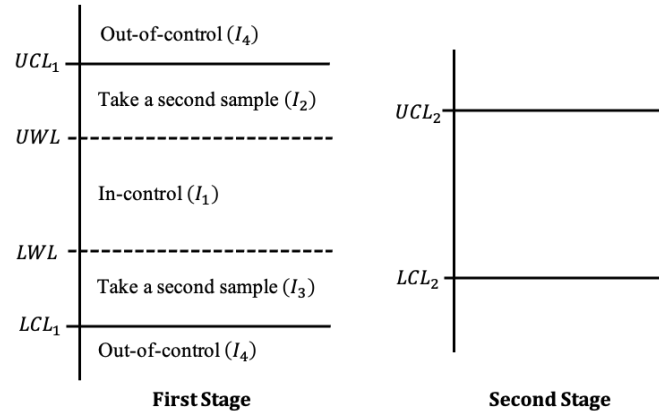 Out-of-control (I₄)
UCL₁
Take a second sample (I₂)
UWL
In-control (I₁)
LWL
Take a second sample (I₃)
LCL₁
Out-of-control (I₄)
First Stage
UCL₂
LCL₂
Second Stage